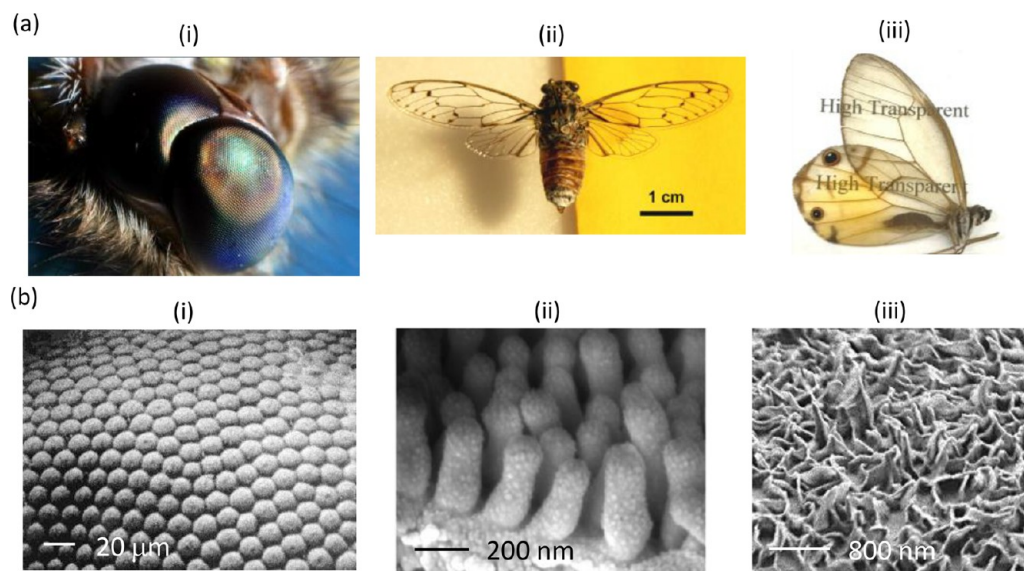 (a)
(i)
(ii)
(iii)
High Transparent
High Transparent
1 cm
(b)
(i)
(ii)
(iii)
20 μm
200 nm
800 nm